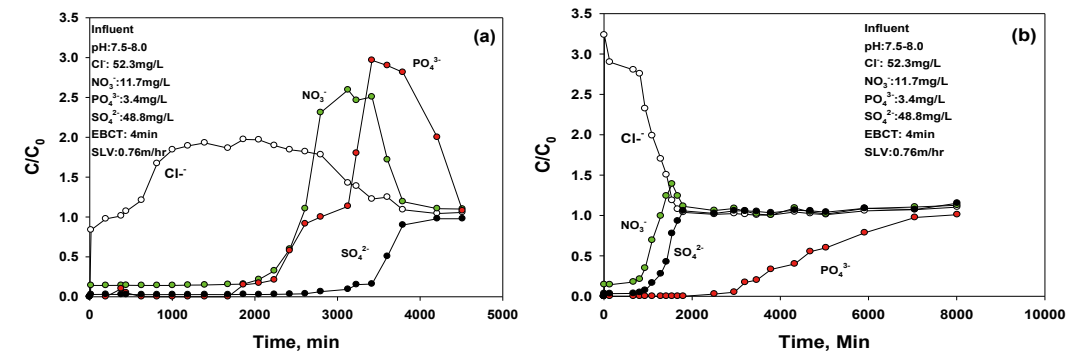 3.5
3.0
2.5
2.0
1.5
1.0
0.5
0.0
C/C₀
Influent
pH:7.5-8.0
Cl⁻: 52.3mg/L
NO₃⁻:11.7mg/L
PO₄³⁻:3.4mg/L
SO₄²⁻:48.8mg/L
EBCT: 4min
SLV:0.76m/hr
(a)
PO₄³⁻
NO₃⁻
Cl-⁻
SO₄²⁻
0 1000 2000 3000 4000 5000
Time, min
3.5
3.0
2.5
2.0
1.5
1.0
0.5
0.0
C/C₀
Influent
pH:7.5-8.0
Cl⁻: 52.3mg/L
NO₃⁻:11.7mg/L
PO₄³⁻:3.4mg/L
SO₄²⁻:48.8mg/L
EBCT: 4min
SLV:0.76m/hr
(b)
Cl-⁻
NO₃⁻
SO₄²⁻
PO₄³⁻
0 2000 4000 6000 8000 10000
Time, Min